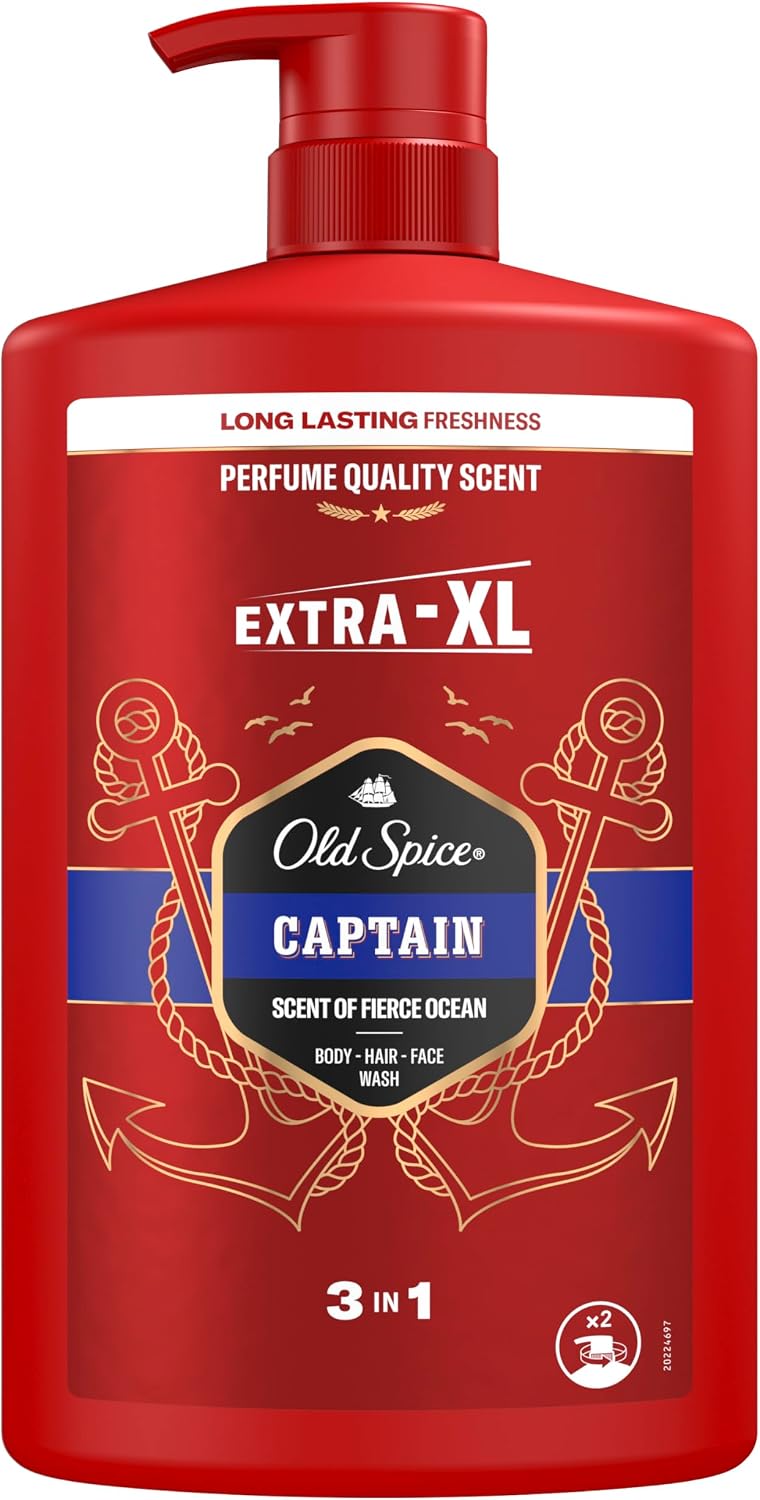 LONG LASTING FRESHNESS
PERFUME QUALITY SCENT
EXTRA-XL
Old Spice®
CAPTAIN
SCENT OF FIERCE OCEAN
BODY - HAIR - FACE
WASH
3 IN 1
x2
20224697